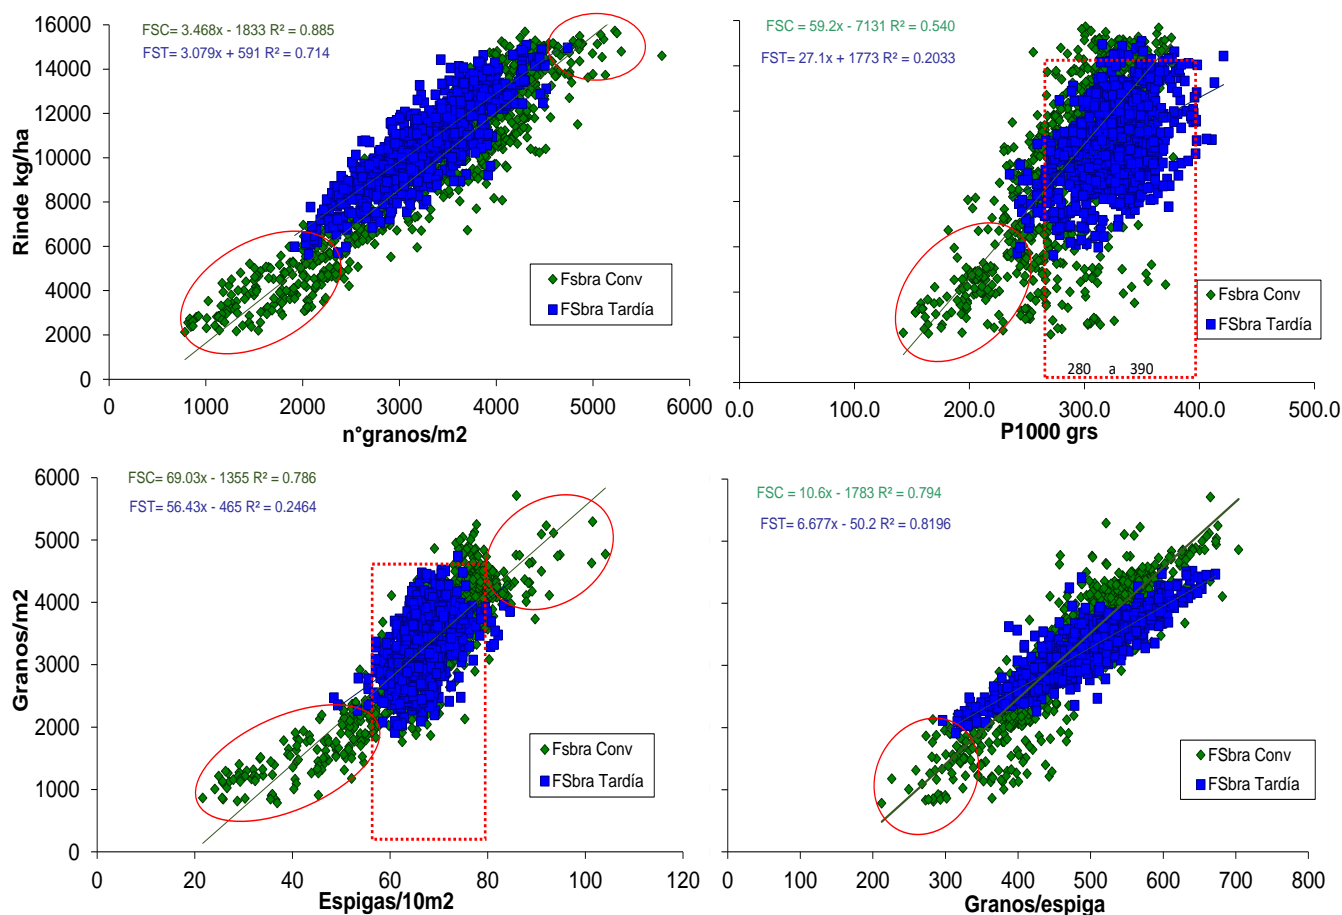 FSC= 3.468x - 1833 R² = 0.885
FST= 3.079x + 591 R² = 0.714
Rinde kg/ha
16000
14000
12000
10000
8000
6000
4000
2000
0
Fsbra Conv
FSbra Tardía
0 1000 2000 3000 4000 5000 6000
n°granos/m2
FSC = 59.2x - 7131 R² = 0.540
FST= 27.1x + 1773 R² = 0.2033
Fsbra Conv
FSbra Tardía
280 a 390
0.0 100.0 200.0 300.0 400.0 500.0
P1000 grs
FSC= 69.03x - 1355 R² = 0.786
FST= 56.43x - 465 R² = 0.2464
Granos/m2
6000
5000
4000
3000
2000
1000
0
Fsbra Conv
FSbra Tardía
0 20 40 60 80 100 120
Espigas/10m2
FSC = 10.6x - 1783 R² = 0.794
FST= 6.677x - 50.2 R² = 0.8196
Fsbra Conv
FSbra Tardía
0 100 200 300 400 500 600 700 800
Granos/espiga